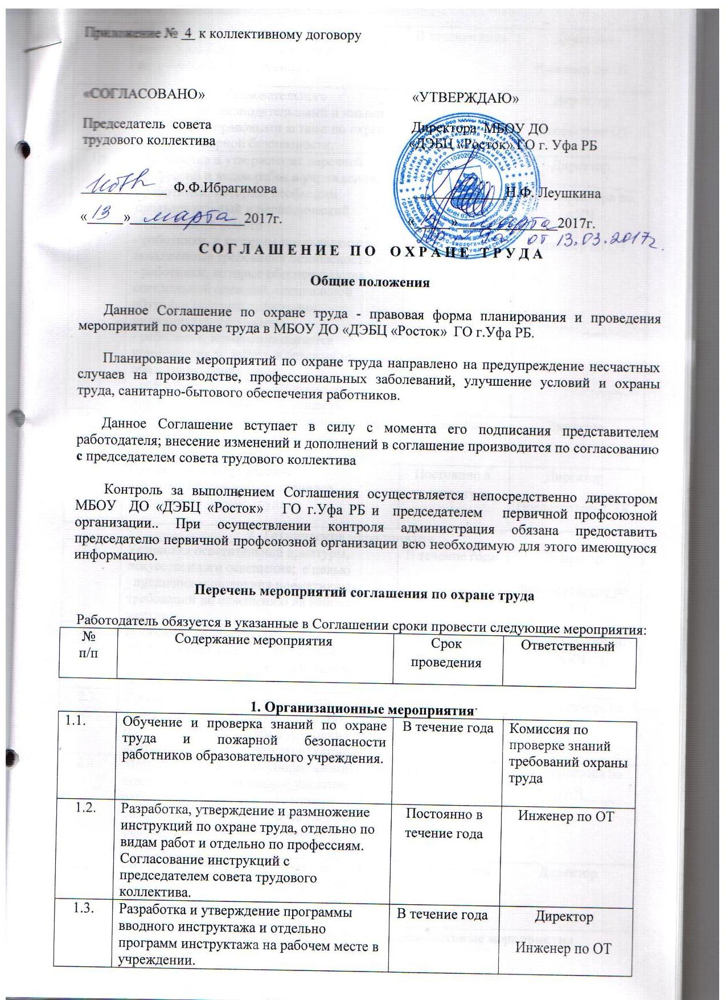 Приложение № 4 к коллективному договору
«СОГЛАСОВАНО»
Председатель совета
трудового коллектива
Ф.Ф.Ибрагимова
«13» марта 2017г.
«УТВЕРЖДАЮ»
Директора МБОУ ДО
«ДЭБЦ «Росток» ГО г. Уфа РБ
Н.Ф. Леушкина
« » марта 2017г.
от 13.03.2017г.
СОГЛАШЕНИЕ ПО ОХРАНЕ ТРУДА
Общие положения
Данное Соглашение по охране труда - правовая форма планирования и проведения
мероприятий по охране труда в МБОУ ДО «ДЭБЦ «Росток» ГО г.Уфа РБ.
Планирование мероприятий по охране труда направлено на предупреждение несчастных
случаев на производстве, профессиональных заболеваний, улучшение условий и охраны
труда, санитарно-бытового обеспечения работников.
Данное Соглашение вступает в силу с момента его подписания представителем
работодателя; внесение изменений и дополнений в соглашение производится по согласованию
с председателем совета трудового коллектива
Контроль за выполнением Соглашения осуществляется непосредственно директором
МБОУ ДО «ДЭБЦ «Росток» ГО г.Уфа РБ и председателем первичной профсоюзной
организации.. При осуществлении контроля администрация обязана предоставить
председателю первичной профсоюзной организации всю необходимую для этого имеющуюся
информацию.
Перечень мероприятий соглашения по охране труда
Работодатель обязуется в указанные в Соглашении сроки провести следующие мероприятия:
№
п/п
Содержание мероприятия
Срок
проведения
Ответственный
1. Организационные мероприятия
1.1.
Обучение и проверка знаний по охране
труда и пожарной безопасности
работников образовательного учреждения.
В течение года
Комиссия по
проверке знаний
требований охраны
труда
1.2.
Разработка, утверждение и размножение
инструкций по охране труда, отдельно по
видам работ и отдельно по профессиям.
Согласование инструкций с
председателем совета трудового
коллектива.
Постоянно в
течение года
Инженер по ОТ
1.3.
Разработка и утверждение программы
вводного инструктажа и отдельно
программ инструктажа на рабочем месте в
учреждении.
В течение года
Директор
Инженер по ОТ